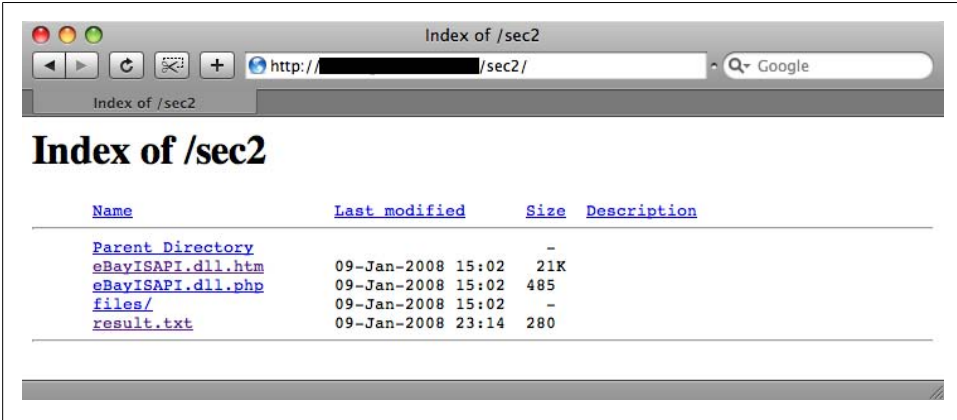 Index of /sec2
http:// /sec2/
Google
Index of /sec2
Index of /sec2
Name Last modified Size Description
Parent Directory -
eBayISAPI.dll.htm 09-Jan-2008 15:02 21K
eBayISAPI.dll.php 09-Jan-2008 15:02 485
files/ 09-Jan-2008 15:02 -
result.txt 09-Jan-2008 23:14 280